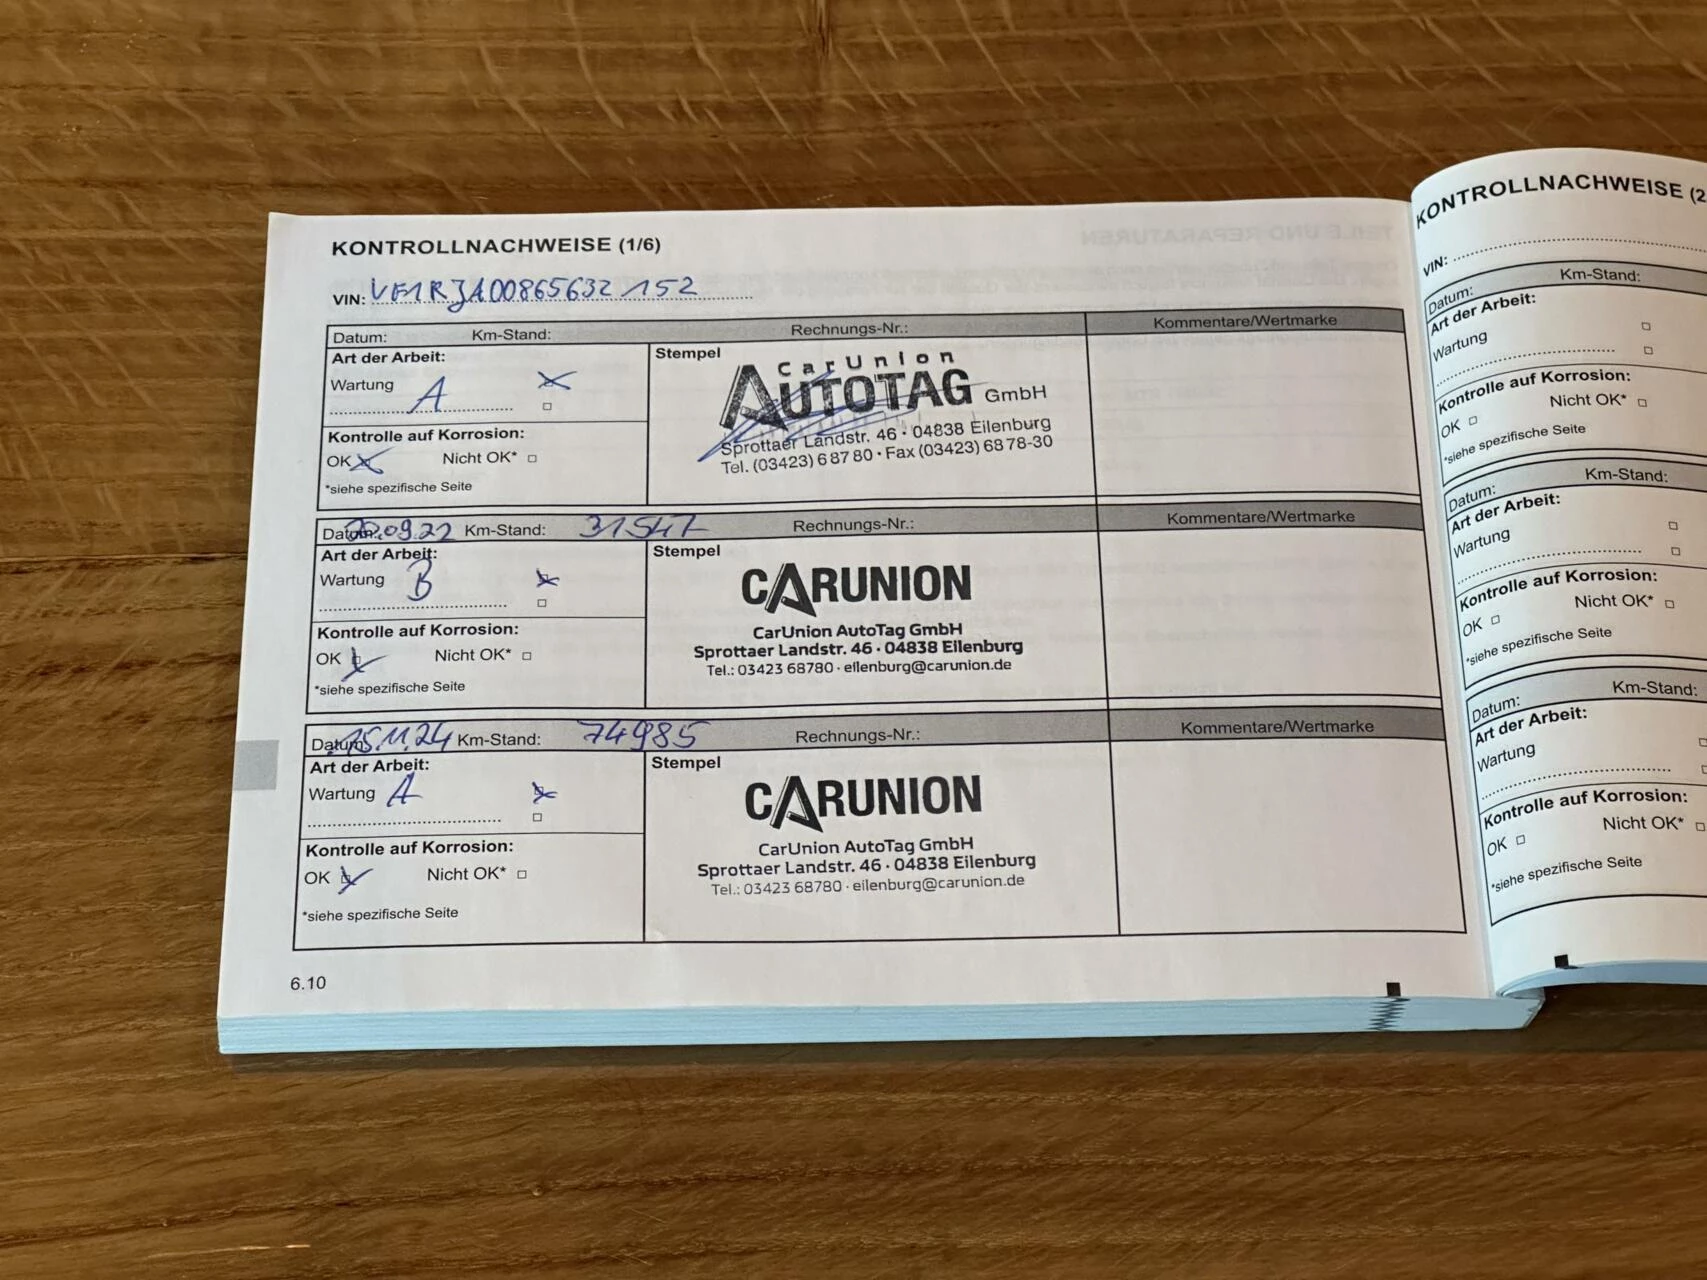 KONTROLLNACHWEISE (1/6)
VIN: VF1RJA00865632152
Datum: Km-Stand: Rechnungs-Nr.: Kommentare/Wertmarke
Art der Arbeit:
Wartung A
Kontrolle auf Korrosion:
OK Nicht OK*
*siehe spezifische Seite
Stempel
CarUnion
AUTOTAG GmbH
Sprottaer Landstr. 46 · 04838 Eilenburg
Tel. (03423) 6 87 80 · Fax (03423) 68 78-30
Datum: .09.22 Km-Stand: 31547 Rechnungs-Nr.: Kommentare/Wertmarke
Art der Arbeit:
Wartung B
Kontrolle auf Korrosion:
OK Nicht OK*
*siehe spezifische Seite
Stempel
CARUNION
CarUnion AutoTag GmbH
Sprottaer Landstr. 46 · 04838 Eilenburg
Tel.: 03423 68780 · eilenburg@carunion.de
Datum: 15.11.24 Km-Stand: 74985 Rechnungs-Nr.: Kommentare/Wertmarke
Art der Arbeit:
Wartung A
Kontrolle auf Korrosion:
OK Nicht OK*
*siehe spezifische Seite
Stempel
CARUNION
CarUnion AutoTag GmbH
Sprottaer Landstr. 46 · 04838 Eilenburg
Tel.: 03423 68780 · eilenburg@carunion.de
6.10
KONTROLLNACHWEISE (2
VIN:
Datum: Km-Stand:
Art der Arbeit:
Wartung
Kontrolle auf Korrosion:
OK Nicht OK*
*siehe spezifische Seite
Datum: Km-Stand:
Art der Arbeit:
Wartung
Kontrolle auf Korrosion:
OK Nicht OK*
*siehe spezifische Seite
Datum: Km-Stand:
Art der Arbeit:
Wartung
Kontrolle auf Korrosion:
OK Nicht OK*
*siehe spezifische Seite